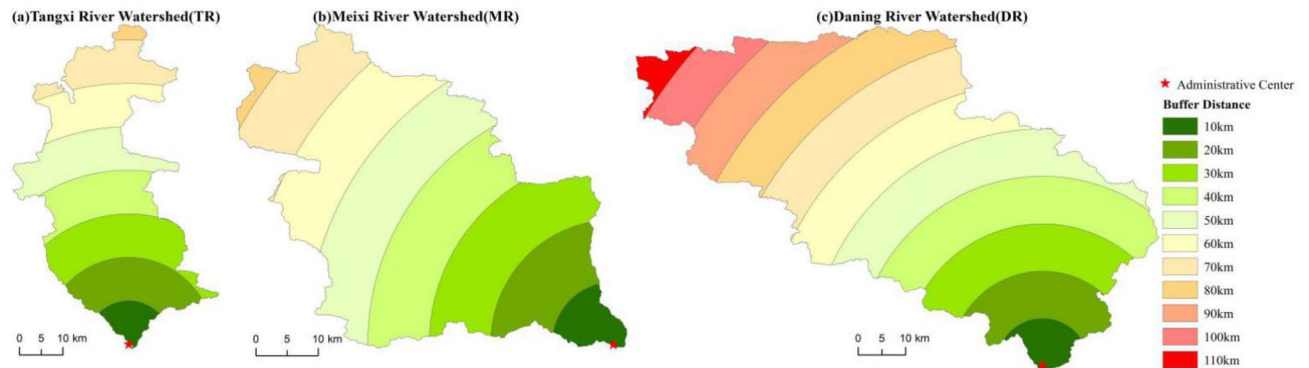 (a)Tangxi River Watershed(TR)
(b)Meixi River Watershed(MR)
(c)Daning River Watershed(DR)
Administrative Center
Buffer Distance
10km
20km
30km
40km
50km
60km
70km
80km
90km
100km
110km
0 5 10 km
0 5 10 km
0 5 10 km